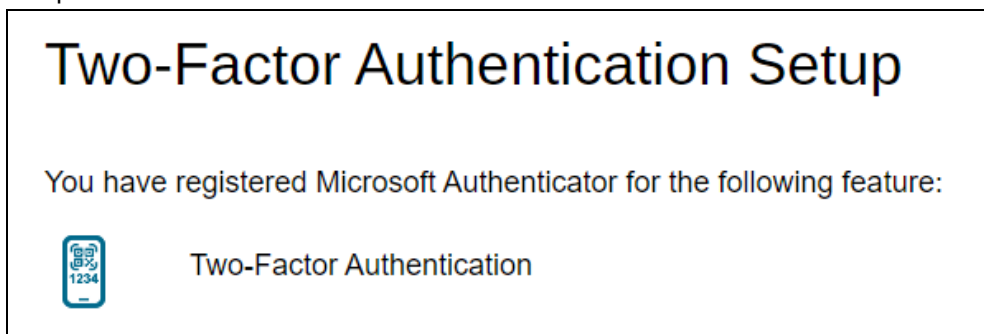 Two-Factor Authentication Setup
You have registered Microsoft Authenticator for the following feature:
1234
Two-Factor Authentication